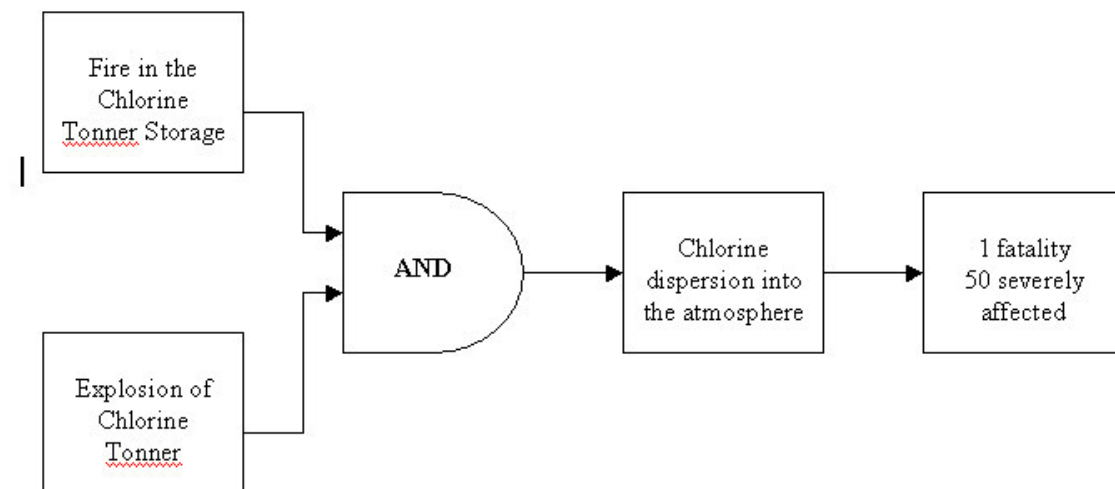 Fire in the
Chlorine
Tonner Storage
Explosion of
Chlorine
Tonner
AND
Chlorine
dispersion into
the atmosphere
1 fatality
50 severely
affected